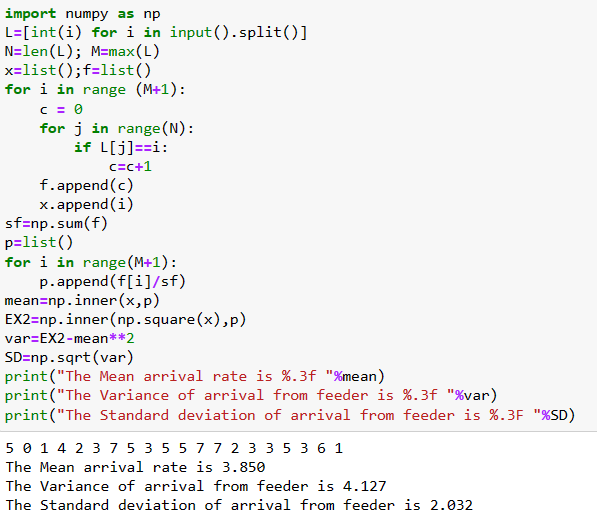 import numpy as np
L=[int(i) for i in input().split()]
N=len(L); M=max(L)
x=list();f=list()
for i in range (M+1):
    c = 0
    for j in range(N):
        if L[j]==i:
            c=c+1
    f.append(c)
    x.append(i)
sf=np.sum(f)
p=list()
for i in range(M+1):
    p.append(f[i]/sf)
mean=np.inner(x,p)
EX2=np.inner(np.square(x),p)
var=EX2-mean**2
SD=np.sqrt(var)
print("The Mean arrival rate is %.3f "%mean)
print("The Variance of arrival from feeder is %.3f "%var)
print("The Standard deviation of arrival from feeder is %.3F "%SD)
5 0 1 4 2 3 7 5 3 5 5 7 7 2 3 3 5 3 6 1
The Mean arrival rate is 3.850
The Variance of arrival from feeder is 4.127
The Standard deviation of arrival from feeder is 2.032